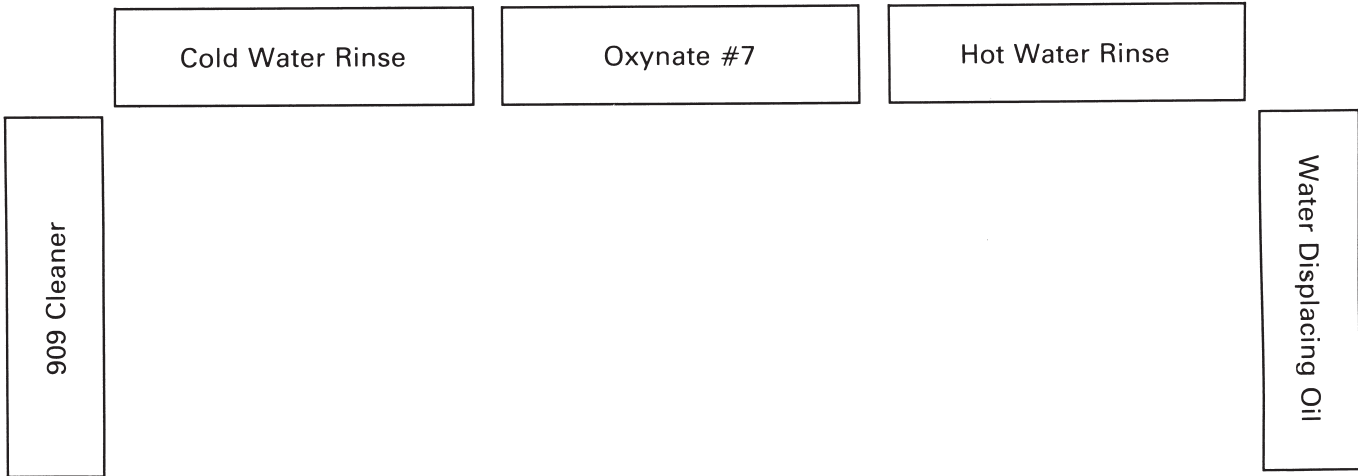 909 Cleaner
Cold Water Rinse
Oxynate #7
Hot Water Rinse
Water Displacing Oil